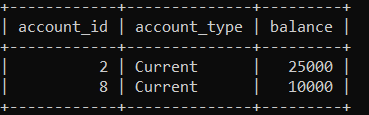 +------------+--------------+---------+
| account_id | account_type | balance |
+------------+--------------+---------+
|          2 | Current      |   25000 |
|          8 | Current      |   10000 |
+------------+--------------+---------+